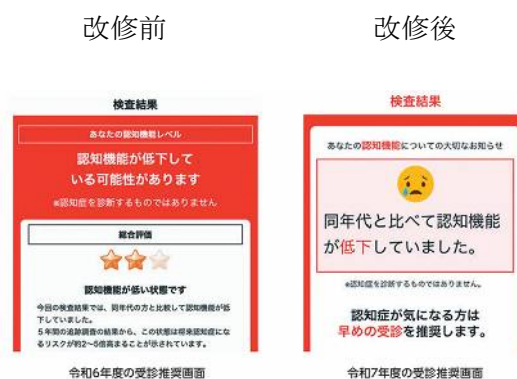 改修前
改修後
検査結果
あなたの認知機能レベル
認知機能が低下して
いる可能性があります
※認知症を診断するものではありません
総合評価
認知機能が低い状態です
今回の検査結果では、同年代の方と比較して認知機能が低
下していました。
5年間の追跡調査の結果から、この状態は将来認知症にな
るリスクが約2~5倍高まることが示されています。
令和6年度の受診推奨画面
検査結果
あなたの認知機能についての大切なお知らせ
同年代と比べて認知機能
が低下していました。
※認知症を診断するものではありません。
認知症が気になる方は
早めの受診を推奨します。
令和7年度の受診推奨画面